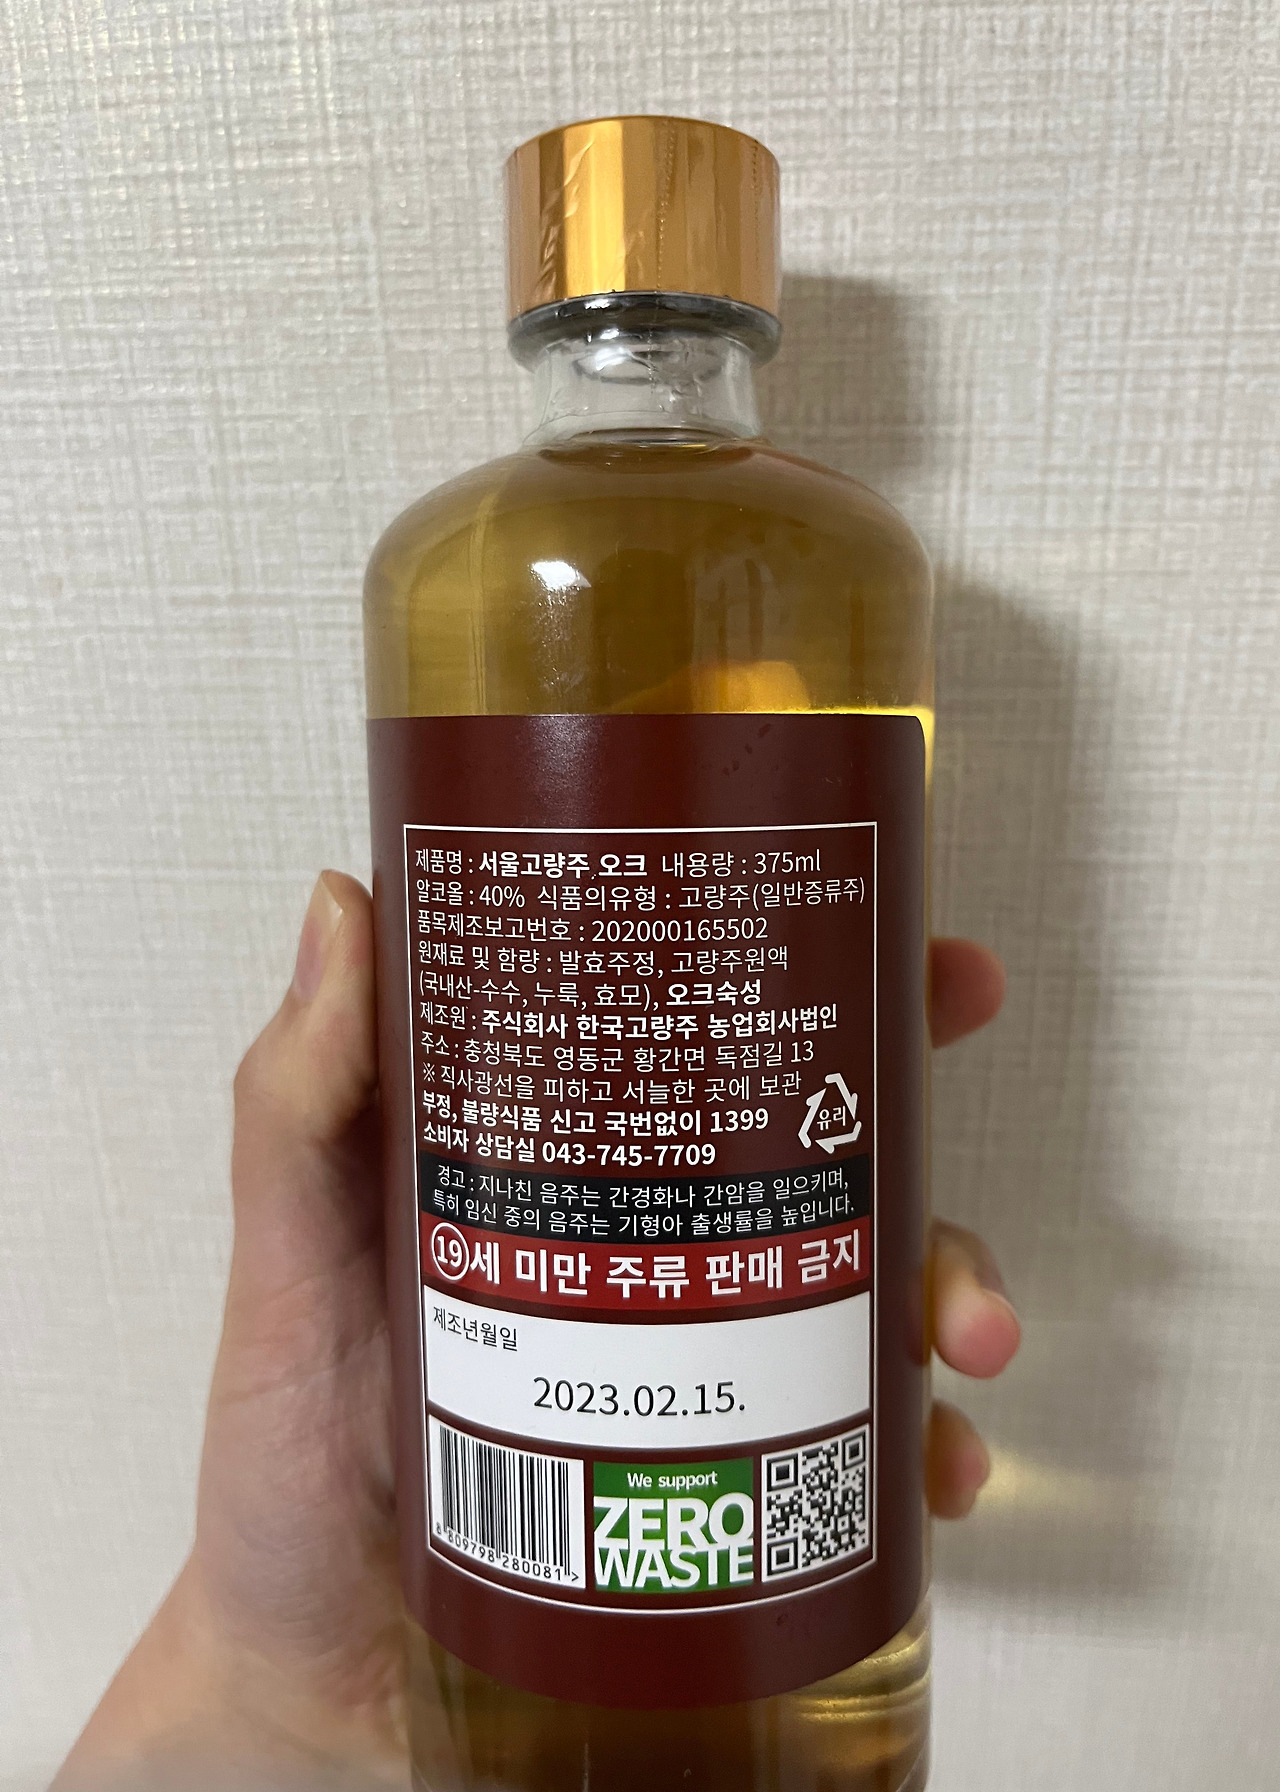 제품명 : 서울고량주 오크 내용량 : 375ml
알코올 : 40% 식품의유형 : 고량주(일반증류주)
품목제조보고번호 : 202000165502
원재료 및 함량 : 발효주정, 고량주원액
(국내산-수수, 누룩, 효모), 오크숙성
제조원 : 주식회사 한국고량주 농업회사법인
주소 : 충청북도 영동군 황간면 독점길 13
※ 직사광선을 피하고 서늘한 곳에 보관
부정, 불량식품 신고 국번없이 1399
소비자 상담실 043-745-7709
유리
경고 : 지나친 음주는 간경화나 간암을 일으키며,
특히 임신 중의 음주는 기형아 출생률을 높입니다.
19세 미만 주류 판매 금지
제조년월일
2023.02.15.
8 809798 280081 >
We support
ZERO
WASTE